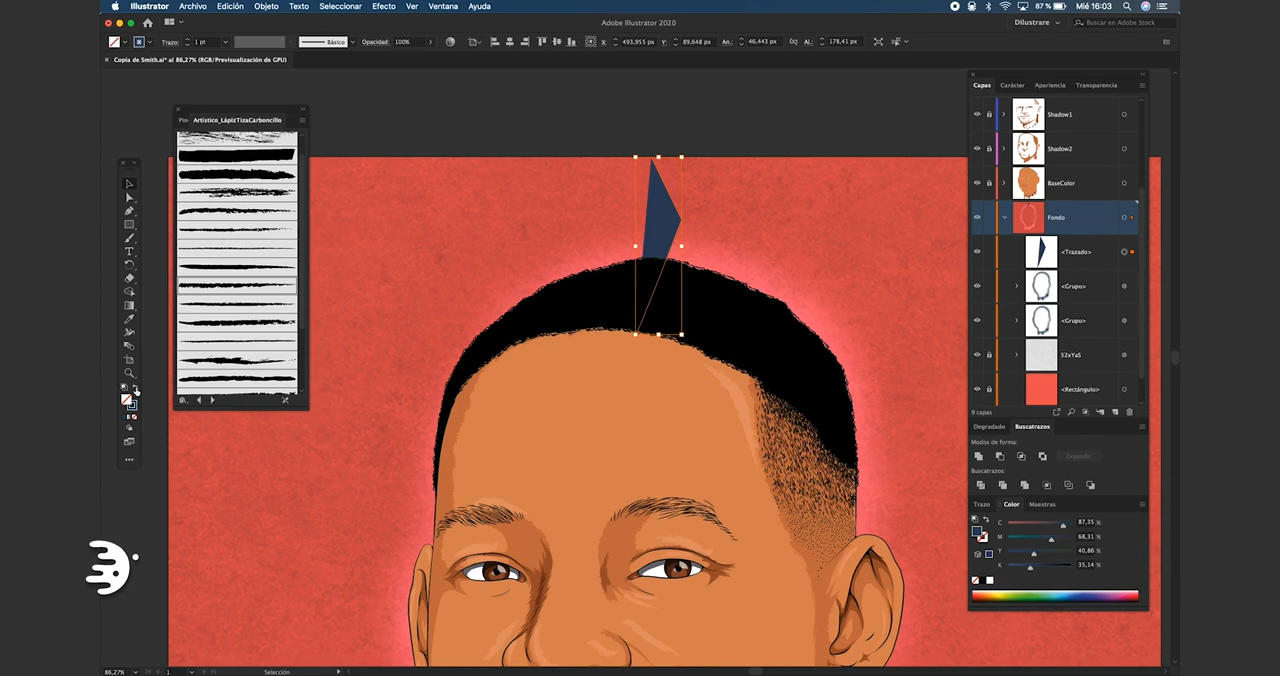 Illustrator Archivo Edición Objeto Texto Seleccionar Efecto Ver Ventana Ayuda 87 % Mié 16:03
Adobe Illustrator 2020 Dilustrare Buscar en Adobe Stock
Trazo: 1 pt Básico Opacidad: 100% X: 493,955 px Y: 89,648 px An.: 46,443 px Al.: 178,41 px
× Copia de Smith.ai* al 86,27% (RGB/Previsualización de GPU)
Capas Carácter Apariencia Transparencia
Pin Artístico_LápizTizaCarboncillo
Shadow1
Shadow2
BaseColor
Fondo
<Trazado>
<Grupo>
<Grupo>
52xYaS
<Rectángulo>
9 capas
Degradado Buscatrazos
Modos de forma:
Expandir
Buscatrazos:
Trazo Color Muestras
C 87,35 %
M 68,31 %
Y 40,86 %
K 35,14 %
86,27% 1 Selección